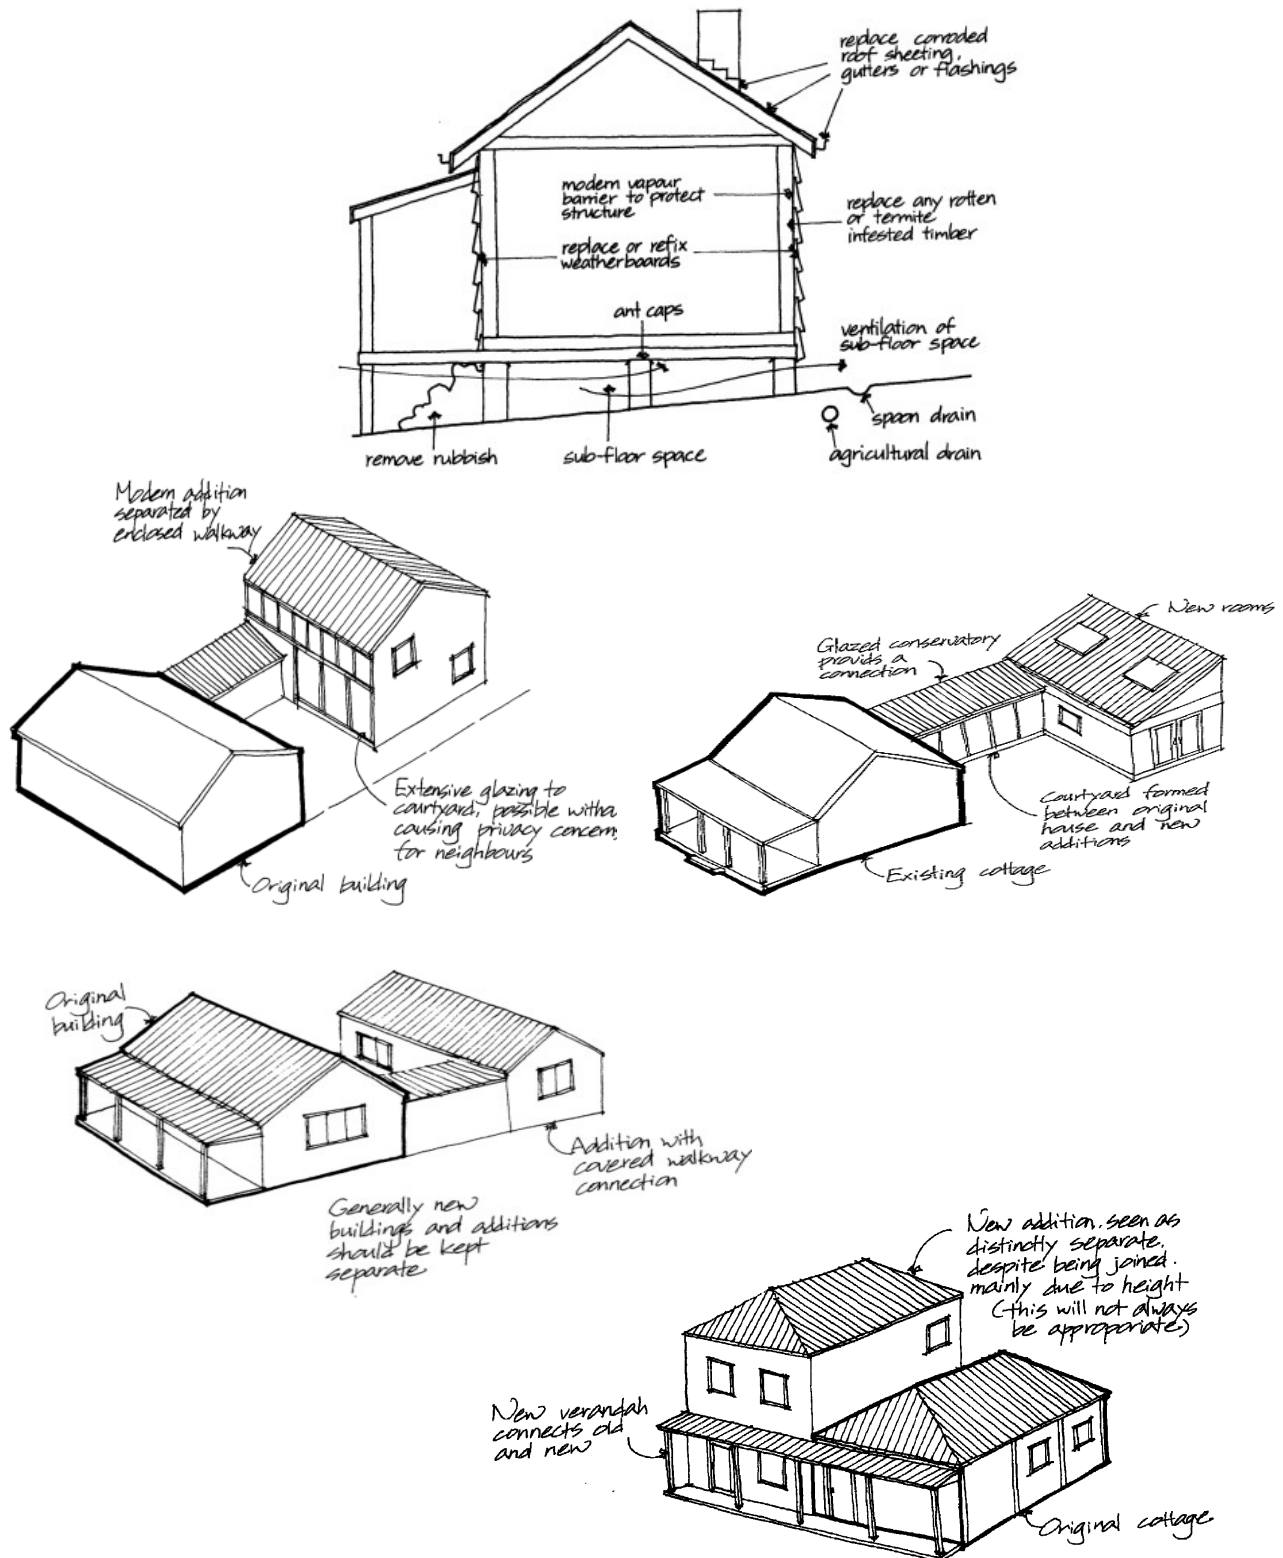 replace corroded
roof sheeting,
gutters or flashings
modern vapour
barrier to protect
structure
replace any rotten
or termite
infested timber
replace or refix
weatherboards
ant caps
ventilation of
sub-floor space
spoon drain
remove rubbish
sub-floor space
agricultural drain
Modern addition
separated by
enclosed walkway
Extensive glazing to
courtyard, possible witho
causing privacy concern
for neighbours
Original building
New rooms
Glazed conservatory
provids a
connection
Courtyard formed
between original
house and new
additions
Existing cottage
Original
building
Addition with
covered walkway
connection
Generally new
buildings and additions
should be kept
separate
New addition, seen as
distinctly separate,
despite being joined.
mainly due to height
(this will not always
be approporiate)
New verandah
connects old
and new
Original cottage